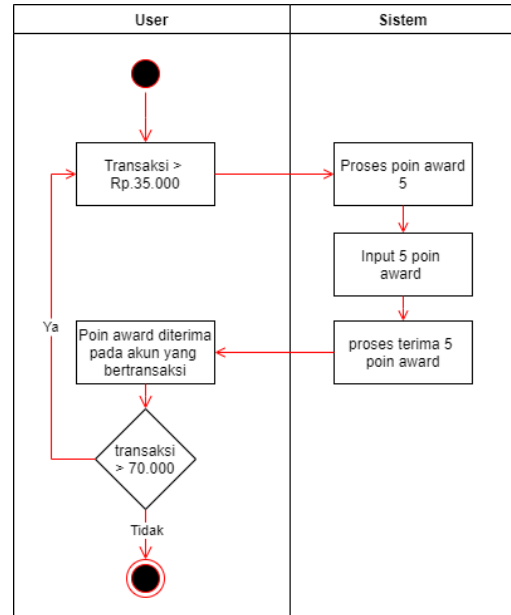 User
Sistem
Transaksi >
Rp.35.000
Proses poin award
5
Input 5 poin
award
Ya
Poin award diterima
pada akun yang
bertransaksi
proses terima 5
poin award
transaksi
> 70.000
Tidak